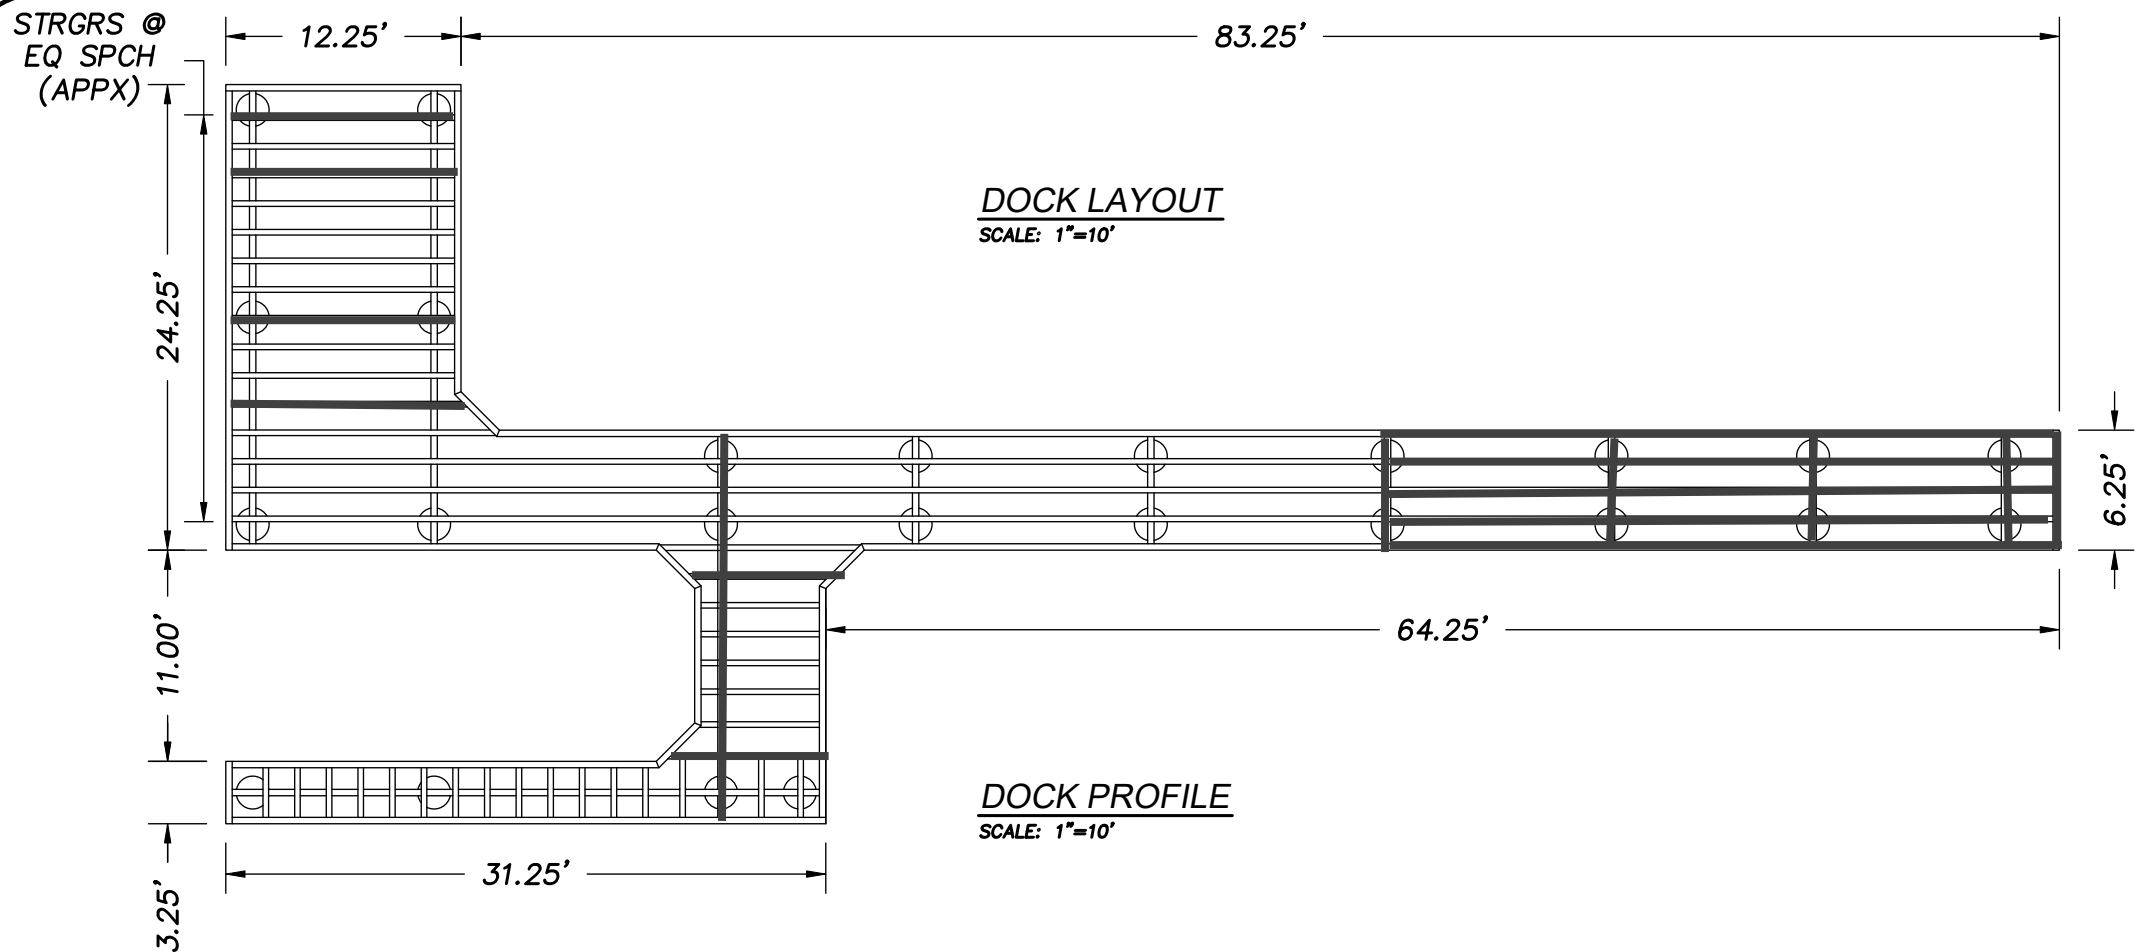 STRGRS @
EQ SPCH
(APPX)
12.25'
83.25'
DOCK LAYOUT
SCALE: 1"=10'
24.25'
6.25'
11.00'
64.25'
DOCK PROFILE
SCALE: 1"=10'
31.25'
3.25'